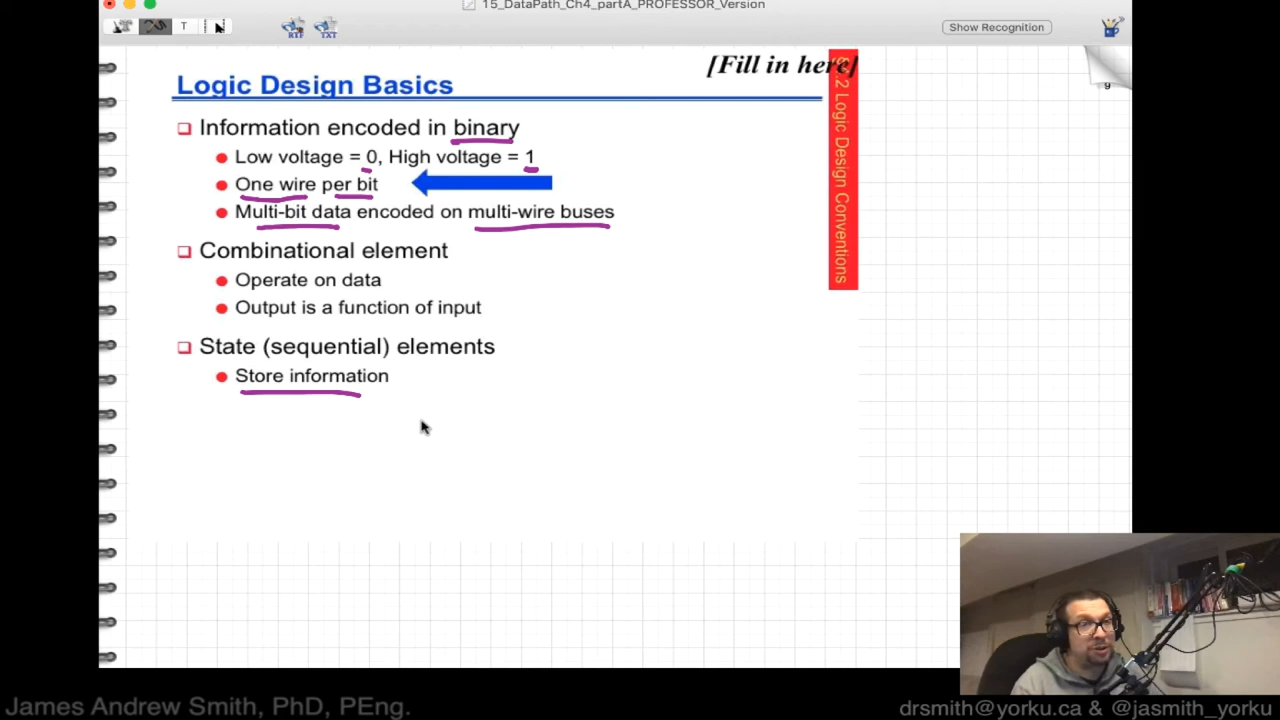 15_DataPath_Ch4_partA_PROFESSOR_Version
T
RTF
TXT
Show Recognition
[Fill in here]
9
Logic Design Basics
Information encoded in binary
Low voltage = 0, High voltage = 1
One wire per bit
Multi-bit data encoded on multi-wire buses
Combinational element
Operate on data
Output is a function of input
State (sequential) elements
Store information
Logic Design Conventions
James Andrew Smith, PhD, PEng.
drsmith@yorku.ca & @jasmith_yorku